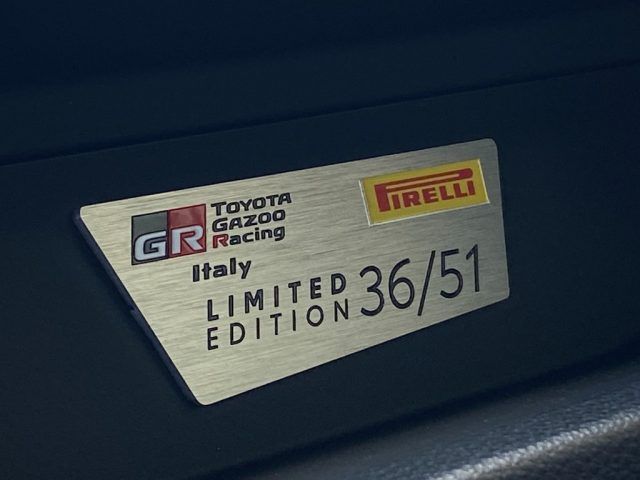 GR
TOYOTA
GAZOO
Racing
Italy
PIRELLI
LIMITED
EDITION
36/51